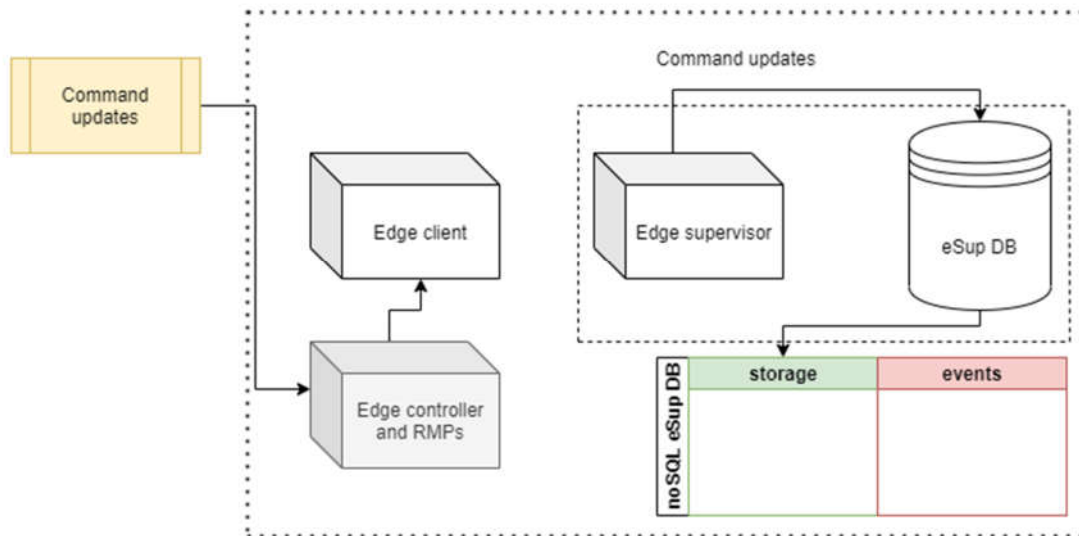 Command updates
Command
updates
Edge client
Edge supervisor
eSup DB
Edge controller
and RMPs
noSQL eSup DB
storage
events